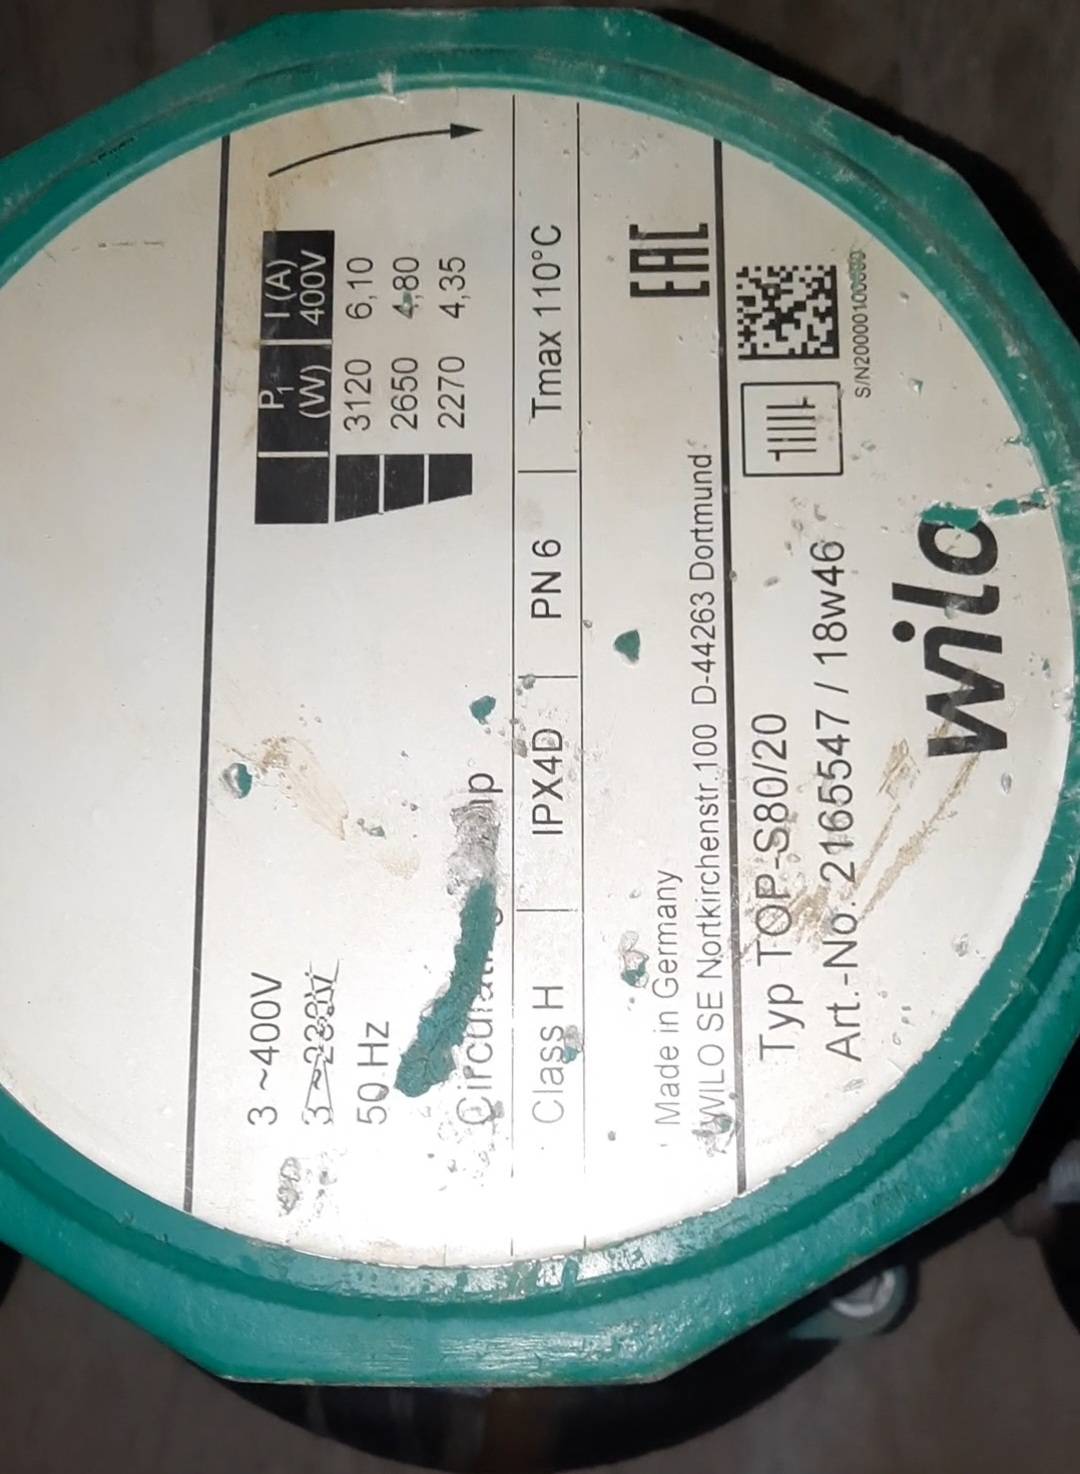 P1 I (A)
(W) 400V
3120 6,10
2650 4,80
2270 4,35
3 ~400V
3 ~230V
50 Hz
Class H IPX4D PN 6 Tmax 110°C
Made in Germany
WILO SE Nortkirchenstr.100 D-44263 Dortmund
EAC
Typ TOP-S80/20
Art.-No. 2165547 / 18w46
wilo